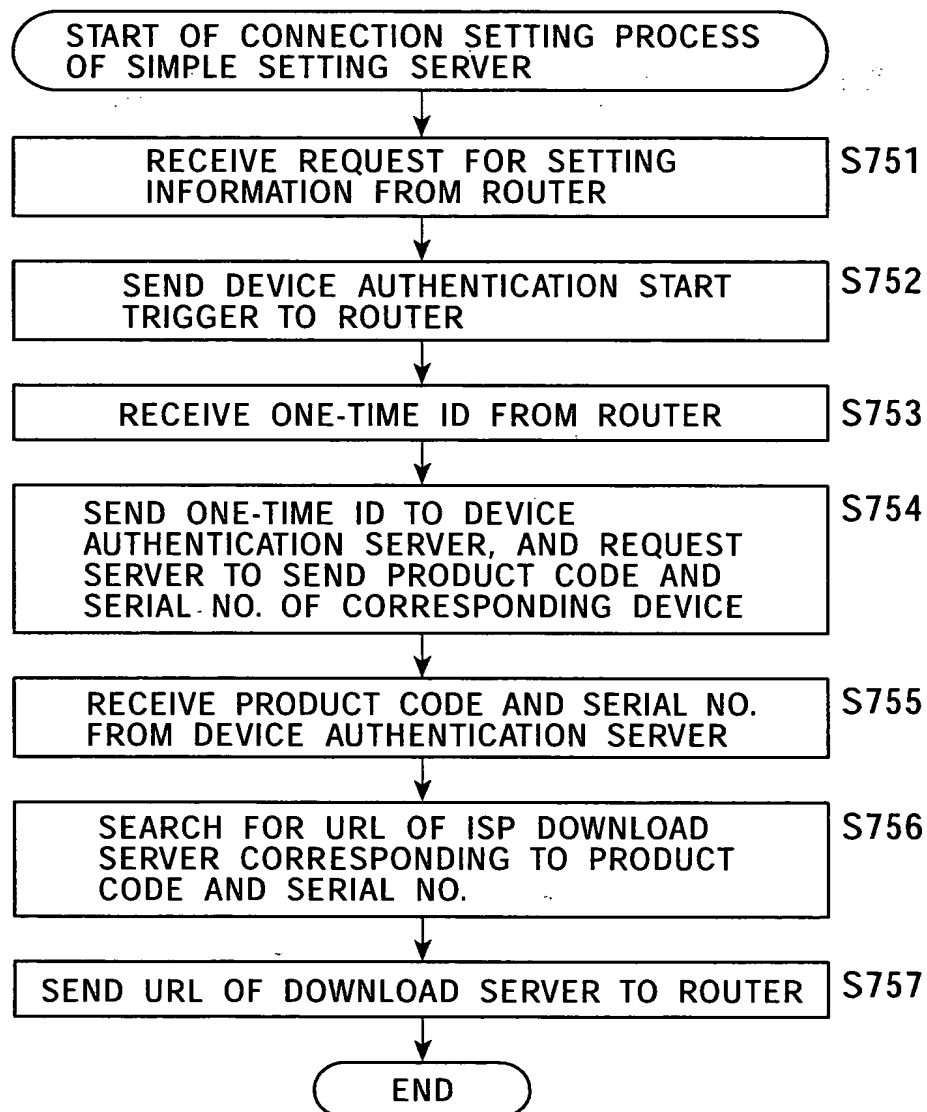 START OF CONNECTION SETTING PROCESS
OF SIMPLE SETTING SERVER
RECEIVE REQUEST FOR SETTING
INFORMATION FROM ROUTER
S751
SEND DEVICE AUTHENTICATION START
TRIGGER TO ROUTER
S752
RECEIVE ONE-TIME ID FROM ROUTER
S753
SEND ONE-TIME ID TO DEVICE
AUTHENTICATION SERVER, AND REQUEST
SERVER TO SEND PRODUCT CODE AND
SERIAL NO. OF CORRESPONDING DEVICE
S754
RECEIVE PRODUCT CODE AND SERIAL NO.
FROM DEVICE AUTHENTICATION SERVER
S755
SEARCH FOR URL OF ISP DOWNLOAD
SERVER CORRESPONDING TO PRODUCT
CODE AND SERIAL NO.
S756
SEND URL OF DOWNLOAD SERVER TO ROUTER
S757
END